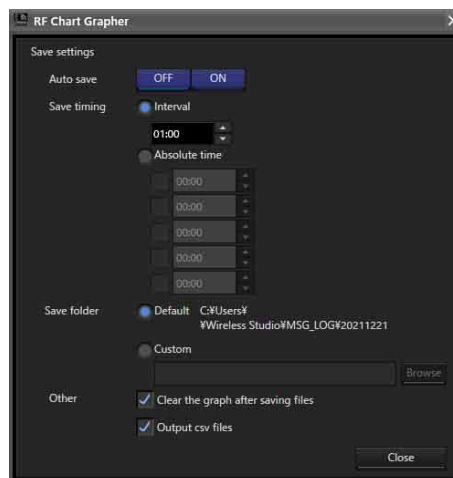 RF Chart Grapher
Save settings
Auto save OFF ON
Save timing Interval
01:00
Absolute time
00:00
00:00
00:00
00:00
00:00
Save folder Default C:¥Users¥
¥Wireless Studio¥MSG_LOG¥20211221
Custom
Browse
Other Clear the graph after saving files
Output csv files
Close